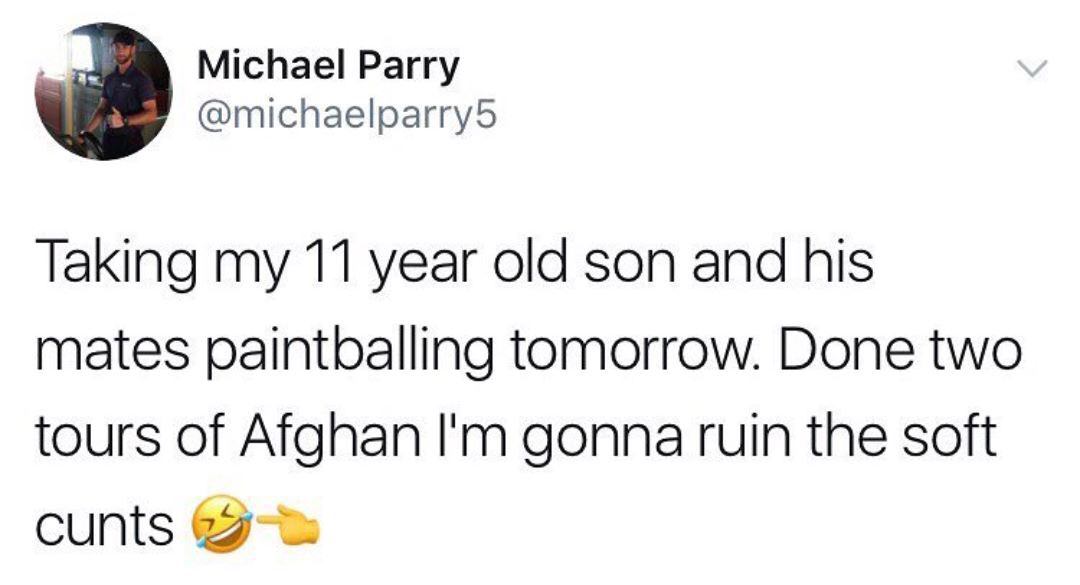 Michael Parry
@michaelparry5
Taking my 11 year old son and his
mates paintballing tomorrow. Done two
tours of Afghan I'm gonna ruin the soft
cunts 🤣👈